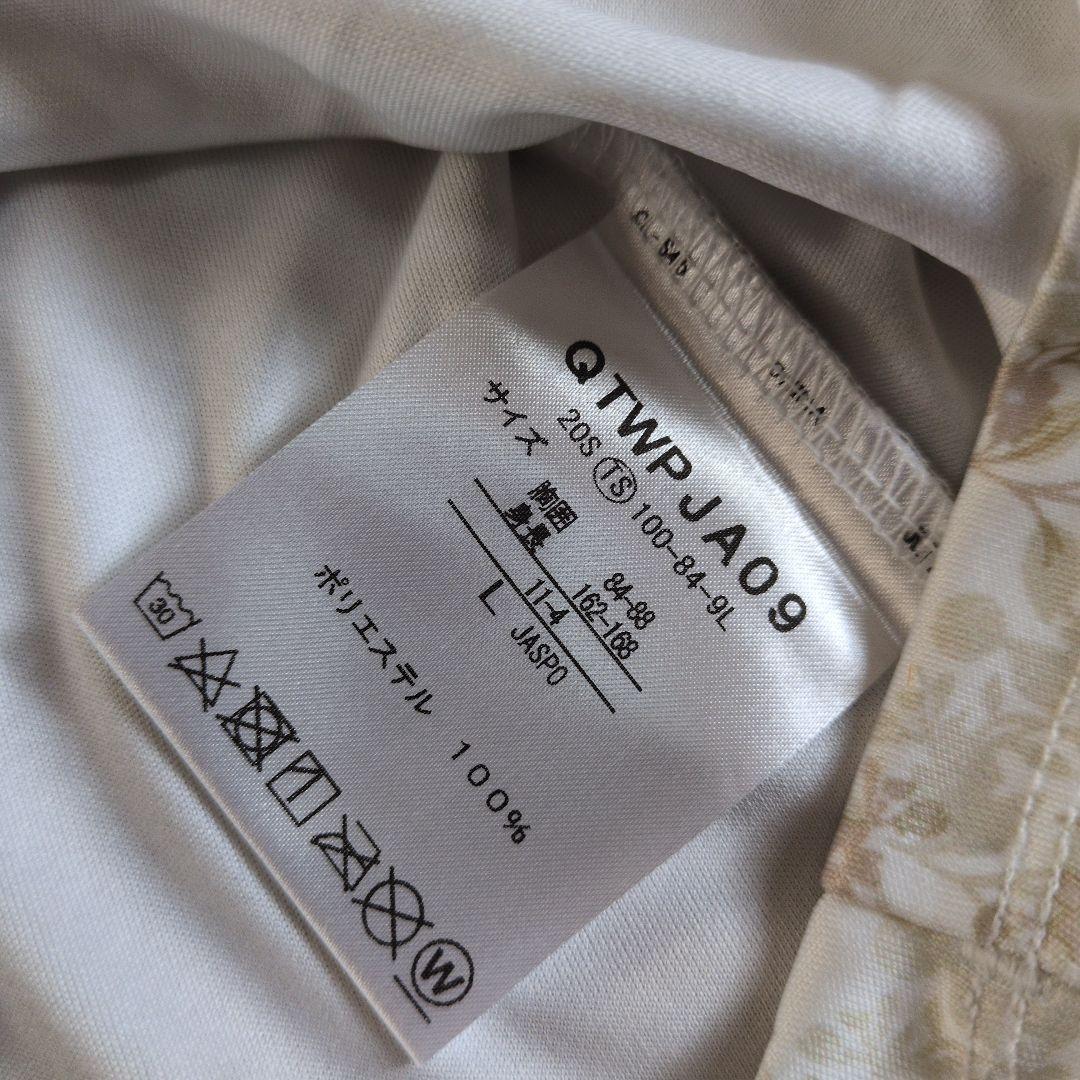 QTWPJA09
20S TS 100-84-9L
サイズ
胸囲 84-88
身長 162-168
11-4
L JASPO
ポリエステル 100%
30
W